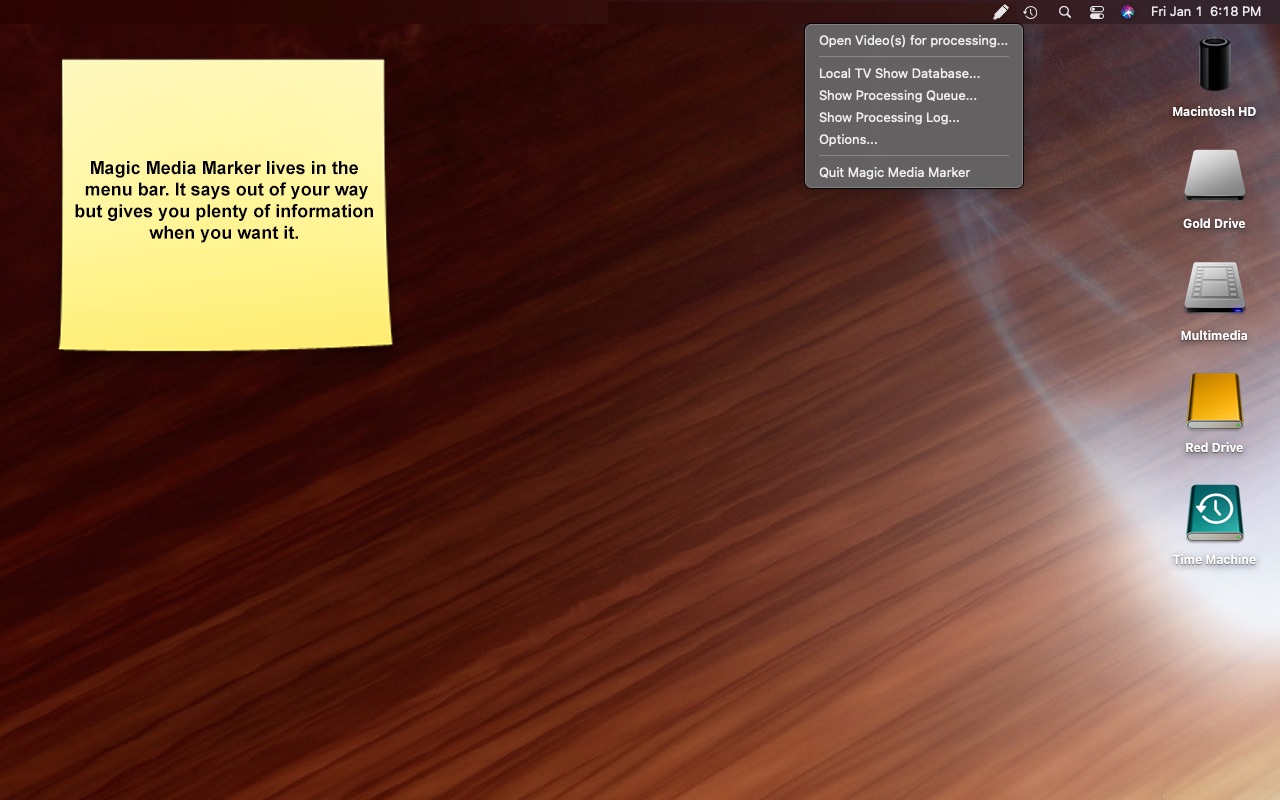 Fri Jan 1 6:18 PM
Open Video(s) for processing...
Local TV Show Database...
Show Processing Queue...
Show Processing Log...
Options...
Quit Magic Media Marker
Magic Media Marker lives in the
menu bar. It says out of your way
but gives you plenty of information
when you want it.
Macintosh HD
Gold Drive
Multimedia
Red Drive
Time Machine